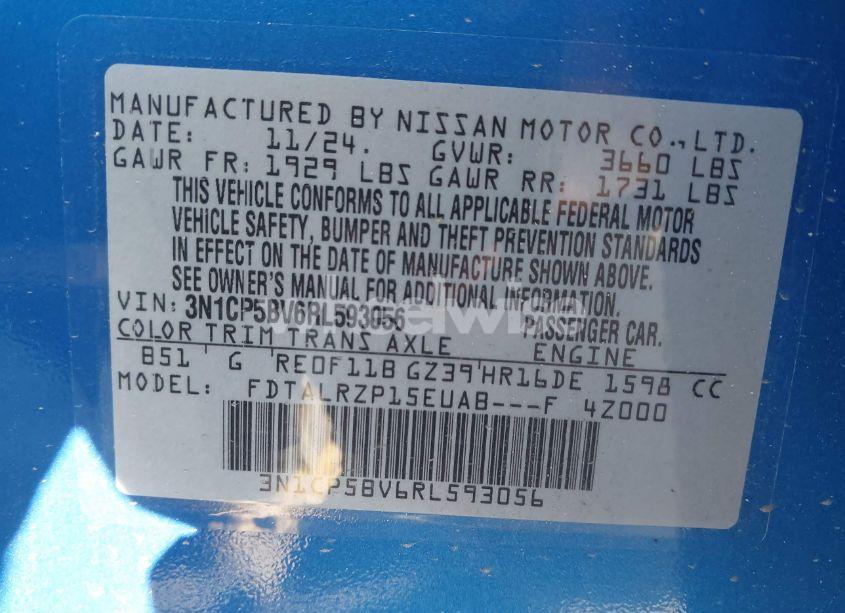 MANUFACTURED BY NISSAN MOTOR CO.,LTD.
DATE: 11/24. GVWR: 3660 LBS
GAWR FR: 1929 LBS GAWR RR: 1731 LBS
THIS VEHICLE CONFORMS TO ALL APPLICABLE FEDERAL MOTOR
VEHICLE SAFETY, BUMPER AND THEFT PREVENTION STANDARDS
IN EFFECT ON THE DATE OF MANUFACTURE SHOWN ABOVE.
SEE OWNER'S MANUAL FOR ADDITIONAL INFORMATION.
VIN: 3N1CP5BV6RL593056 PASSENGER CAR.
COLOR TRIM TRANS AXLE ENGINE
B51 G RE0F11B GZ39 HR16DE 1598 CC
MODEL: FDTALRZP15EUAB---F 4Z000
3N1CP5BV6RL593056